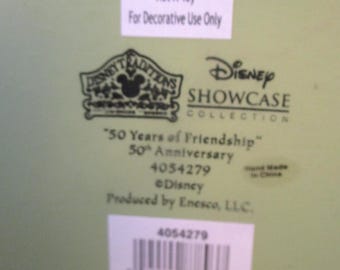 For Decorative Use Only
DISNEY TRADITIONS
Disney
SHOWCASE
COLLECTION
"50 Years of Friendship"
50th Anniversary
4054279
Hand Made
in China
©Disney
Produced by Enesco, LLC.
4054279